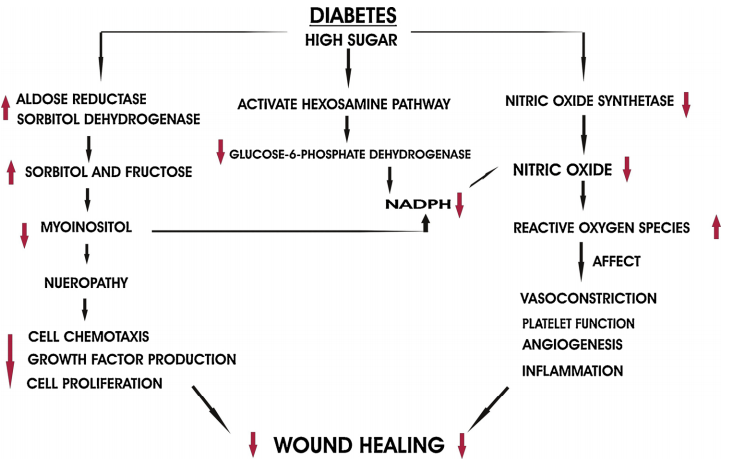 DIABETES
HIGH SUGAR
ALDOSE REDUCTASE
SORBITOL DEHYDROGENASE
SORBITOL AND FRUCTOSE
MYOINOSITOL
NUEROPATHY
CELL CHEMOTAXIS
GROWTH FACTOR PRODUCTION
CELL PROLIFERATION
ACTIVATE HEXOSAMINE PATHWAY
GLUCOSE-6-PHOSPHATE DEHYDROGENASE
NADPH
NITRIC OXIDE SYNTHETASE
NITRIC OXIDE
REACTIVE OXYGEN SPECIES
AFFECT
VASOCONSTRICTION
PLATELET FUNCTION
ANGIOGENESIS
INFLAMMATION
WOUND HEALING